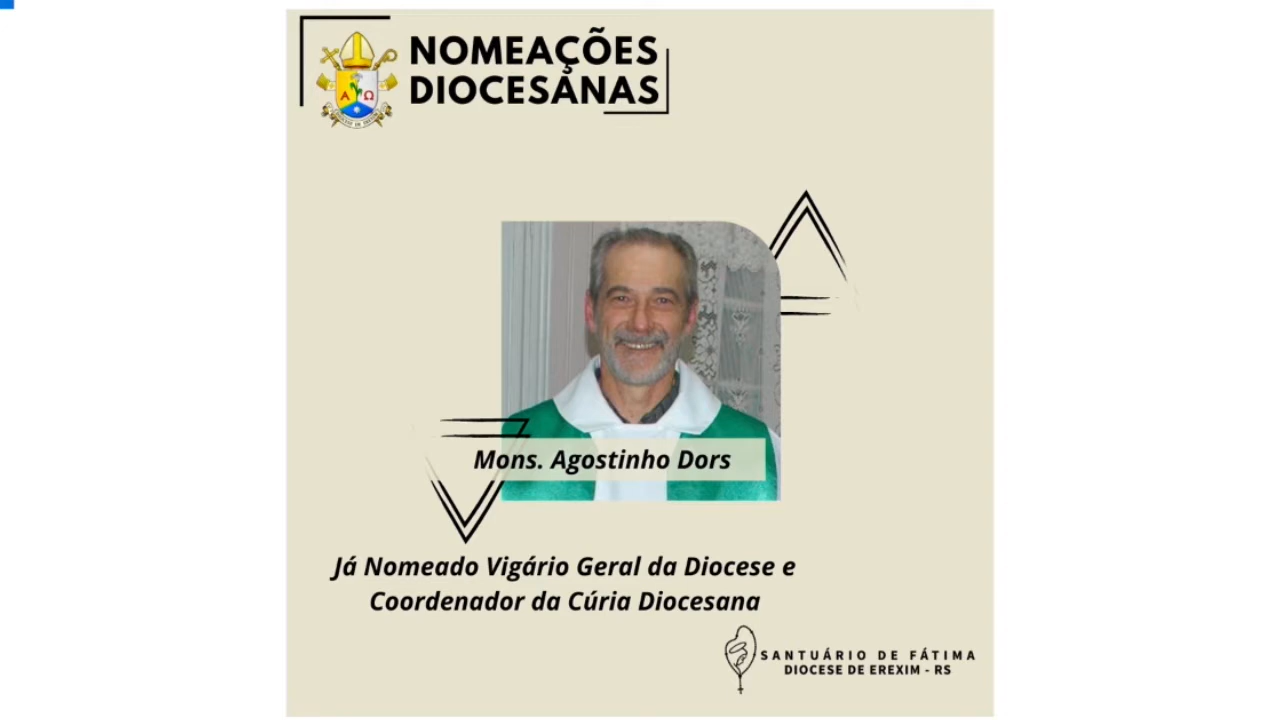 NOMEAÇÕES
DIOCESANAS
A Ω
Mons. Agostinho Dors
Já Nomeado Vigário Geral da Diocese e
Coordenador da Cúria Diocesana
SANTUÁRIO DE FÁTIMA
DIOCESE DE EREXIM - RS